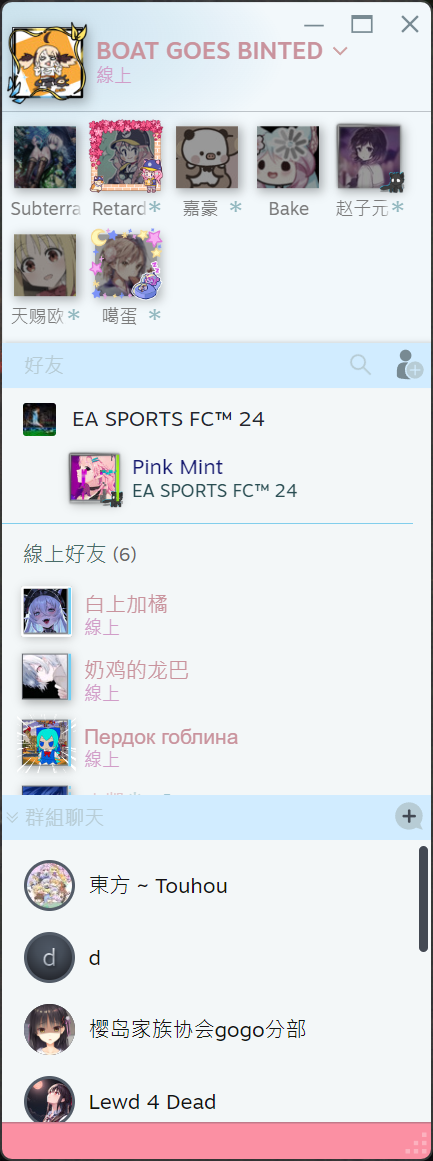 BOAT GOES BINTED
線上
Subterra
Retard*
嘉豪 *
Bake
赵子元*
天赐欧*
噶蛋 *
好友
EA SPORTS FC™ 24
Pink Mint
EA SPORTS FC™ 24
線上好友 (6)
白上加橘
線上
奶鸡的龙巴
線上
Пердок гоблина
線上
群組聊天
東方 ~ Touhou
d
d
樱岛家族协会gogo分部
Lewd 4 Dead